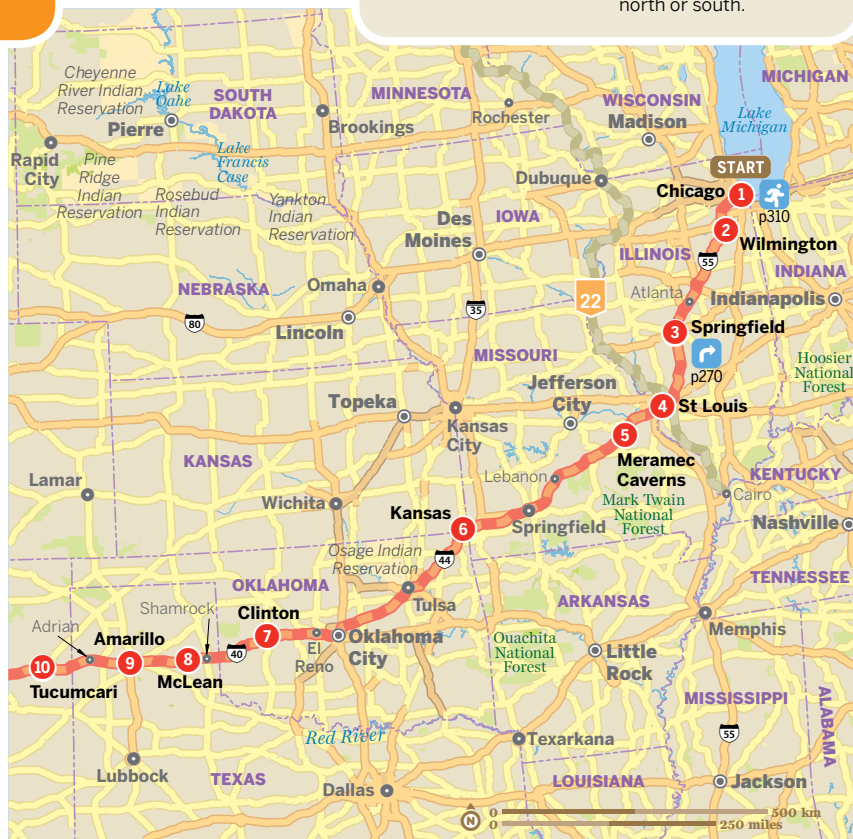 north or south.
Cheyenne
River Indian
Reservation
Lake
Oahe
SOUTH
DAKOTA
MINNESOTA
MICHIGAN
WISCONSIN
Rochester
Madison
Lake
Michigan
Pierre
Brookings
Rapid
City
Pine
Ridge
Indian
Reservation
Lake
Francis
Case
Rosebud
Indian
Reservation
Yankton
Indian
Reservation
Dubuque
START
Chicago
1
p310
2
Wilmington
Des
Moines
IOWA
ILLINOIS
55
INDIANA
NEBRASKA
Omaha
22
Atlanta
Indianapolis
80
Lincoln
35
3
Springfield
p270
MISSOURI
Hoosier
National
Forest
Jefferson
City
Topeka
Kansas
City
4
St Louis
5
Meramec
Caverns
KANSAS
Lamar
Lebanon
KENTUCKY
Cairo
Mark Twain
National
Forest
Wichita
Kansas
6
Springfield
Nashville
Osage Indian
Reservation
44
OKLAHOMA
TENNESSEE
Tulsa
ARKANSAS
Shamrock
Clinton
Adrian
Amarillo
7
Memphis
Oklahoma
City
El
Reno
Ouachita
National
Forest
Little
Rock
10
9
8
40
Tucumcari
McLean
MISSISSIPPI
ALABAMA
Red River
55
Texarkana
Lubbock
TEXAS
Dallas
LOUISIANA
Jackson
N
0
500 km
0
250 miles